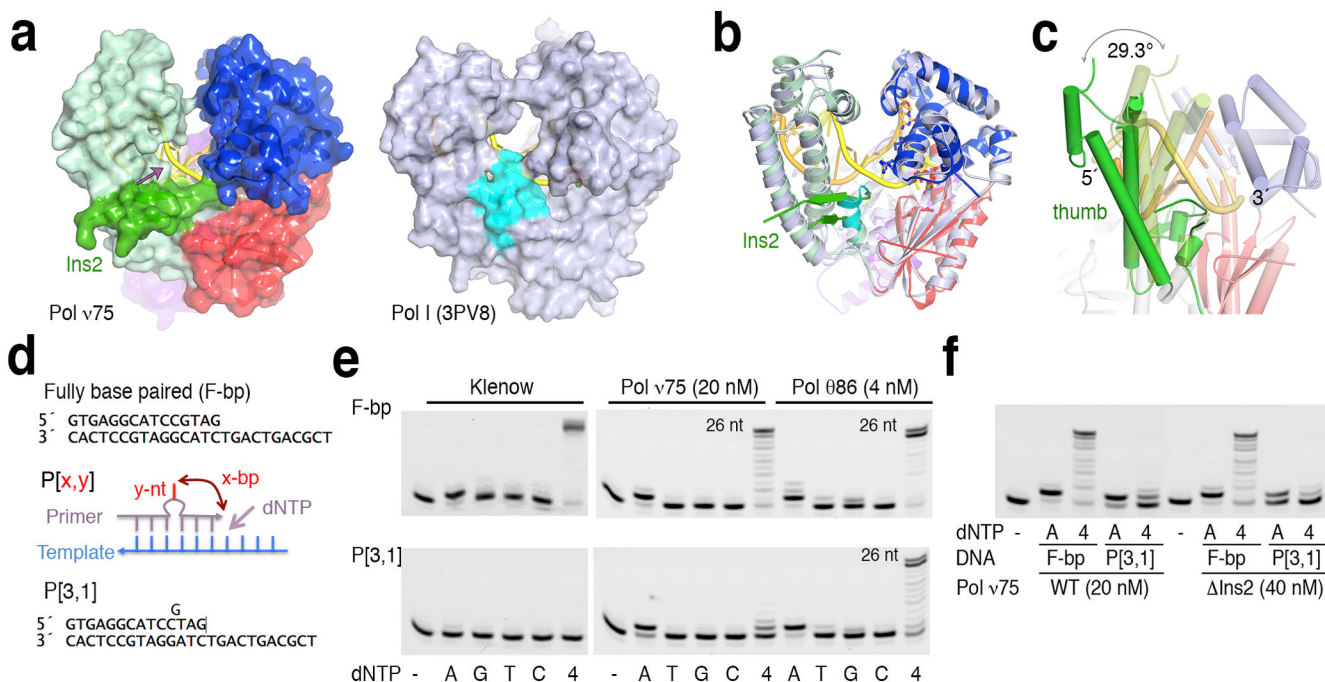 a
Ins2
Pol ν75
Pol I (3PV8)
b
Ins2
c
29.3°
5´
3´
thumb
d
Fully base paired (F-bp)
5´ GTGAGGCATCCGTAG
3´ CACTCCGTAGGCATCTGACTGACGCT
P[x,y]
y-nt
x-bp
dNTP
Primer
Template
P[3,1]
G
5´ GTGAGGCATCCTAG
3´ CACTCCGTAGGATCTGACTGACGCT
e
Klenow
Pol ν75 (20 nM)
Pol θ86 (4 nM)
F-bp
26 nt
26 nt
P[3,1]
26 nt
dNTP - A G T C 4 - A T G C 4 A T G C 4
f
dNTP - A 4 A 4 - A 4 A 4
DNA F-bp P[3,1] F-bp P[3,1]
Pol ν75 WT (20 nM) ΔIns2 (40 nM)